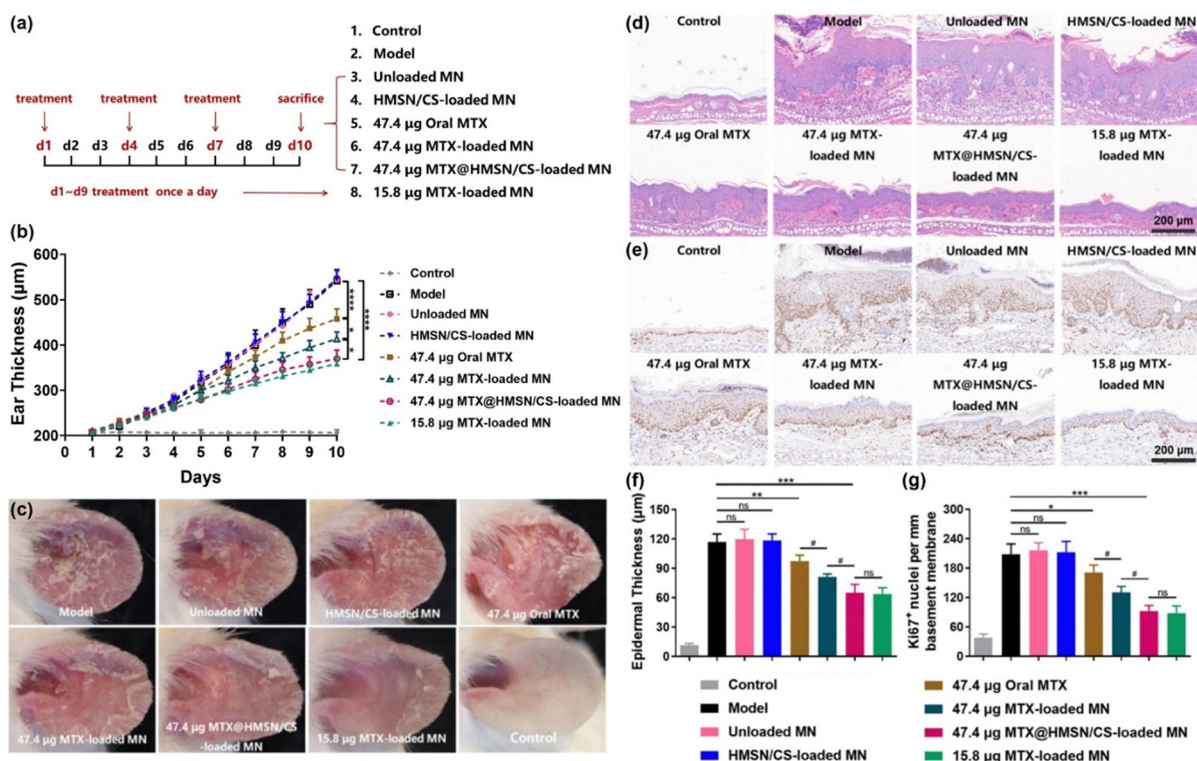 (a)
1. Control
2. Model
3. Unloaded MN
4. HMSN/CS-loaded MN
5. 47.4 μg Oral MTX
6. 47.4 μg MTX-loaded MN
7. 47.4 μg MTX@HMSN/CS-loaded MN
8. 15.8 μg MTX-loaded MN
treatment treatment treatment sacrifice
d1 d2 d3 d4 d5 d6 d7 d8 d9 d10
d1~d9 treatment once a day
(b)
Ear Thickness (μm)
600
500
400
300
200
0 1 2 3 4 5 6 7 8 9 10
Days
Control
Model
Unloaded MN
HMSN/CS-loaded MN
47.4 μg Oral MTX
47.4 μg MTX-loaded MN
47.4 μg MTX@HMSN/CS-loaded MN
15.8 μg MTX-loaded MN
****
*
*
****
(c)
Model
Unloaded MN
HMSN/CS-loaded MN
47.4 μg Oral MTX
47.4 μg MTX-loaded MN
47.4 μg MTX@HMSN/CS
-loaded MN
15.8 μg MTX-loaded MN
Control
(d)
Control
Model
Unloaded MN
HMSN/CS-loaded MN
47.4 μg Oral MTX
47.4 μg MTX-
loaded MN
47.4 μg
MTX@HMSN/CS-
loaded MN
15.8 μg MTX-
loaded MN
200 μm
(e)
Control
Model
Unloaded MN
HMSN/CS-loaded MN
47.4 μg Oral MTX
47.4 μg MTX-
loaded MN
47.4 μg
MTX@HMSN/CS-
loaded MN
15.8 μg MTX-
loaded MN
200 μm
(f)
Epidermal Thickness (μm)
150
120
90
60
30
0
***
**
ns
ns
#
#
ns
(g)
Ki67⁺ nuclei per mm
basement membrane
300
240
180
120
60
0
***
*
ns
ns
#
#
ns
Control
Model
Unloaded MN
HMSN/CS-loaded MN
47.4 μg Oral MTX
47.4 μg MTX-loaded MN
47.4 μg MTX@HMSN/CS-loaded MN
15.8 μg MTX-loaded MN